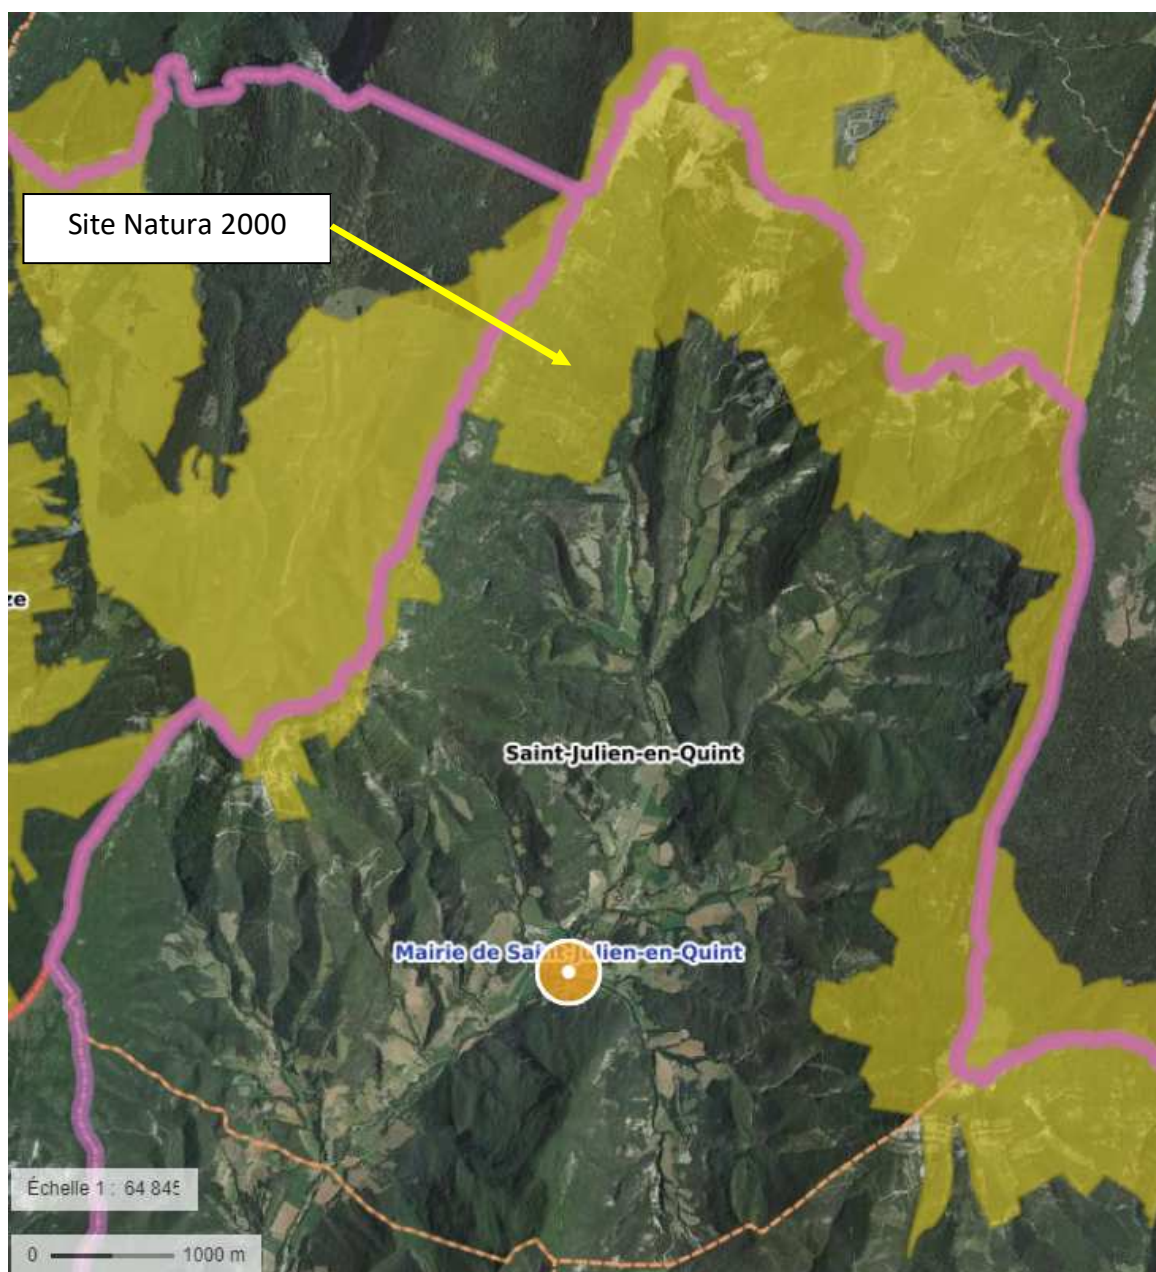 Site Natura 2000
ze
Saint-Julien-en-Quint
Mairie de Saint-Julien-en-Quint
Échelle 1 : 64 845
0 1000 m